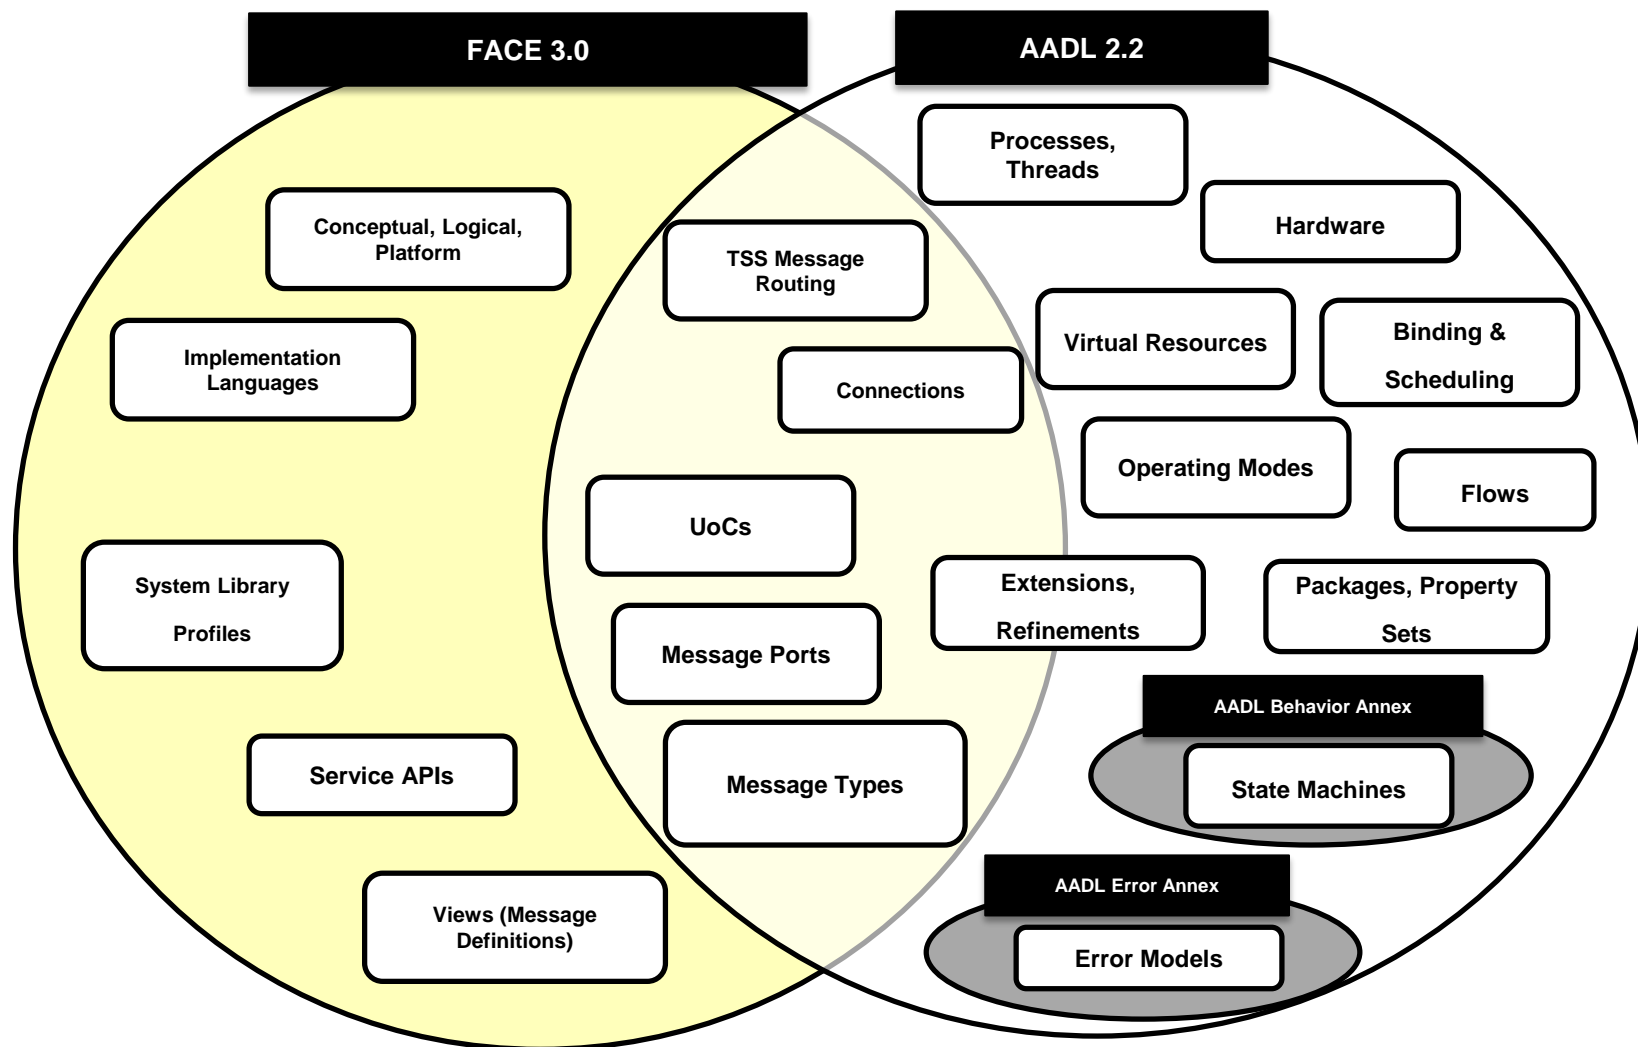 FACE 3.0
AADL 2.2
Processes,
Threads
Conceptual, Logical,
Platform
TSS Message
Routing
Hardware
Implementation
Languages
Connections
Virtual Resources
Binding &
Scheduling
UoCs
Operating Modes
Flows
System Library
Profiles
Message Ports
Extensions,
Refinements
Packages, Property
Sets
Service APIs
Message Types
AADL Behavior Annex
State Machines
Views (Message
Definitions)
AADL Error Annex
Error Models